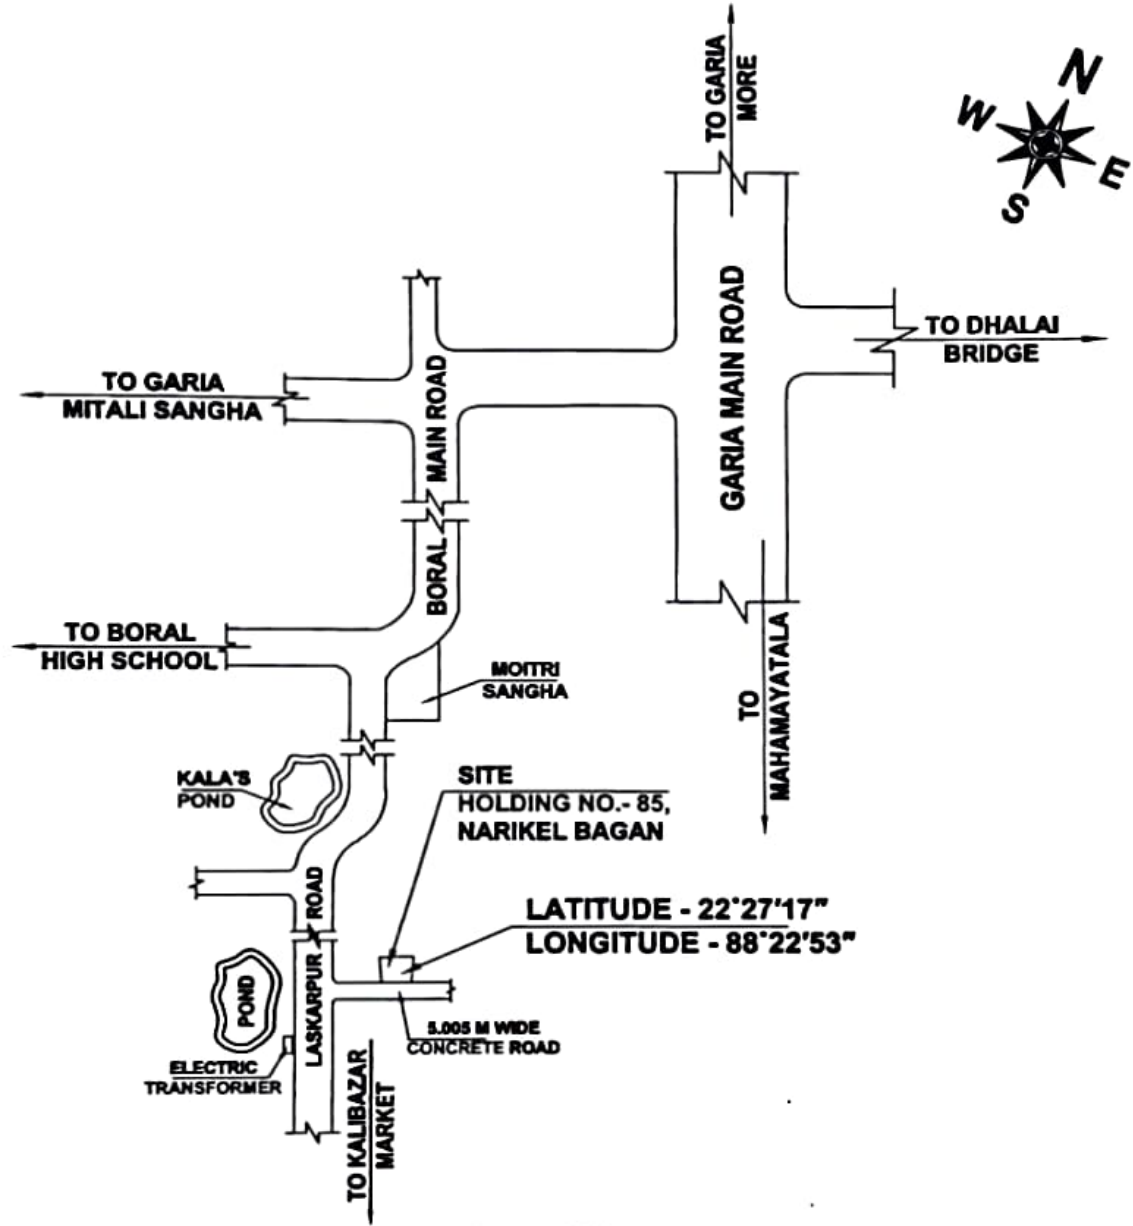 TO GARIA
MORE
N
W
E
S
GARIA MAIN ROAD
TO DHALAI
BRIDGE
TO GARIA
MITALI SANGHA
BORAL MAIN ROAD
TO BORAL
HIGH SCHOOL
MOITRI
SANGHA
TO
MAHAMAYATALA
KALA'S
POND
SITE
HOLDING NO.- 85,
NARIKEL BAGAN
LATITUDE - 22°27'17"
LONGITUDE - 88°22'53"
LASKARPUR ROAD
POND
5.005 M WIDE
CONCRETE ROAD
ELECTRIC
TRANSFORMER
TO KALIBAZAR
MARKET